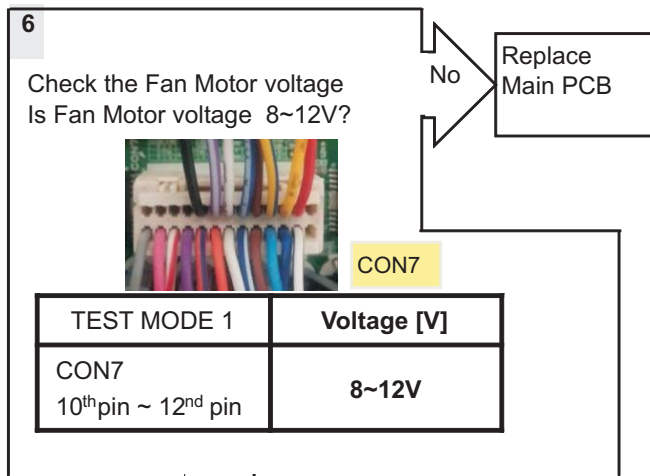 6
Check the Fan Motor voltage
Is Fan Motor voltage 8~12V?
No
Replace
Main PCB
CON7
TEST MODE 1
Voltage [V]
CON7
10thpin ~ 12nd pin
8~12V